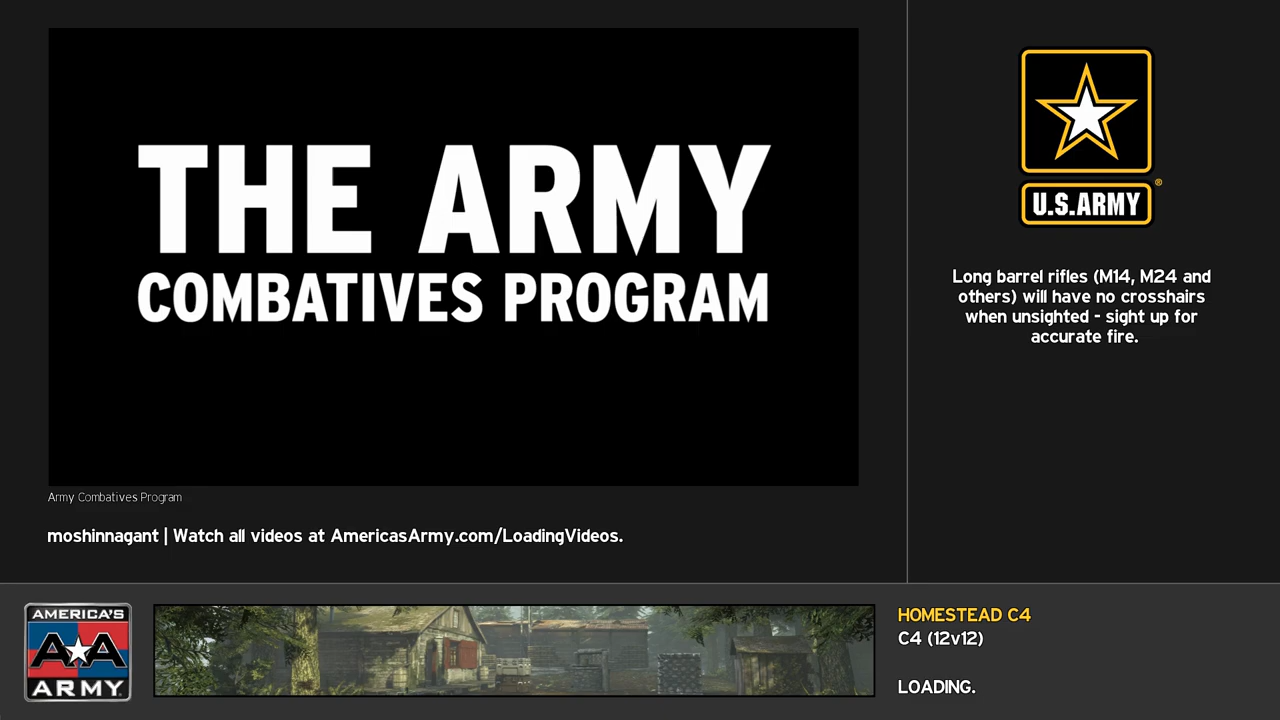 THE ARMY
COMBATIVES PROGRAM
Army Combatives Program
moshinnagant | Watch all videos at AmericasArmy.com/LoadingVideos.
U.S.ARMY®
Long barrel rifles (M14, M24 and
others) will have no crosshairs
when unsighted - sight up for
accurate fire.
AMERICA'S
AA
ARMY
HOMESTEAD C4
C4 (12v12)
LOADING.